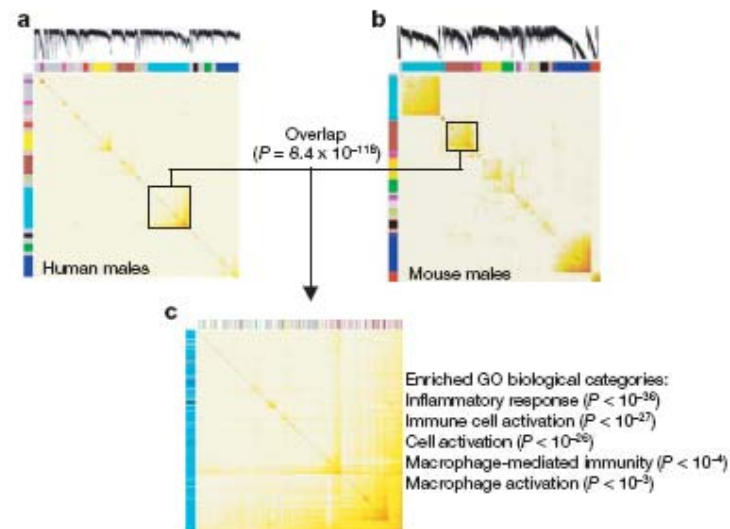 a
b
Overlap
(P = 8.4 x 10⁻¹¹⁸)
Human males
Mouse males
c
Enriched GO biological categories:
Inflammatory response (P < 10⁻³⁶)
Immune cell activation (P < 10⁻²⁷)
Cell activation (P < 10⁻²⁶)
Macrophage-mediated immunity (P < 10⁻⁴)
Macrophage activation (P < 10⁻³)